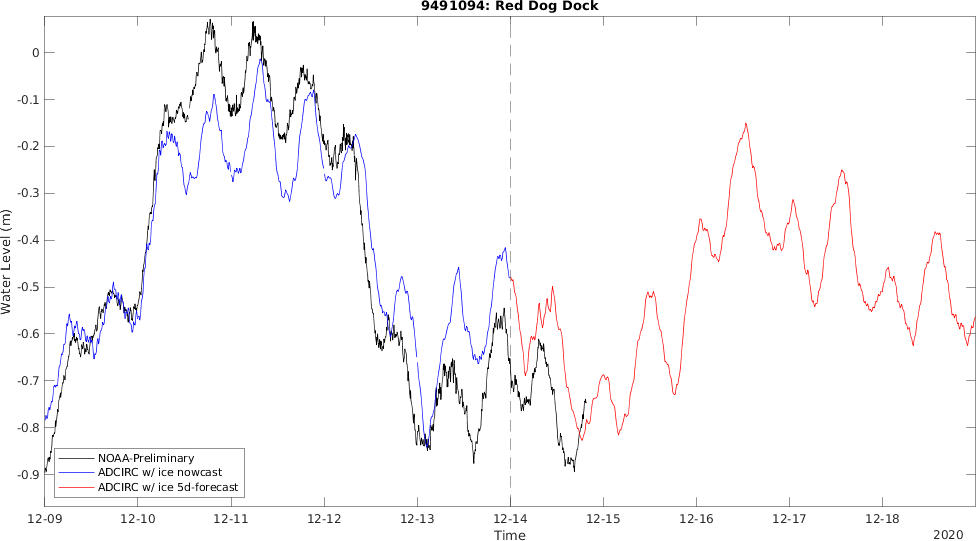 9491094: Red Dog Dock
0
-0.1
-0.2
-0.3
-0.4
-0.5
-0.6
-0.7
-0.8
-0.9
Water Level (m)
NOAA-Preliminary
ADCIRC w/ ice nowcast
ADCIRC w/ ice 5d-forecast
12-09 12-10 12-11 12-12 12-13 12-14 12-15 12-16 12-17 12-18
Time
2020